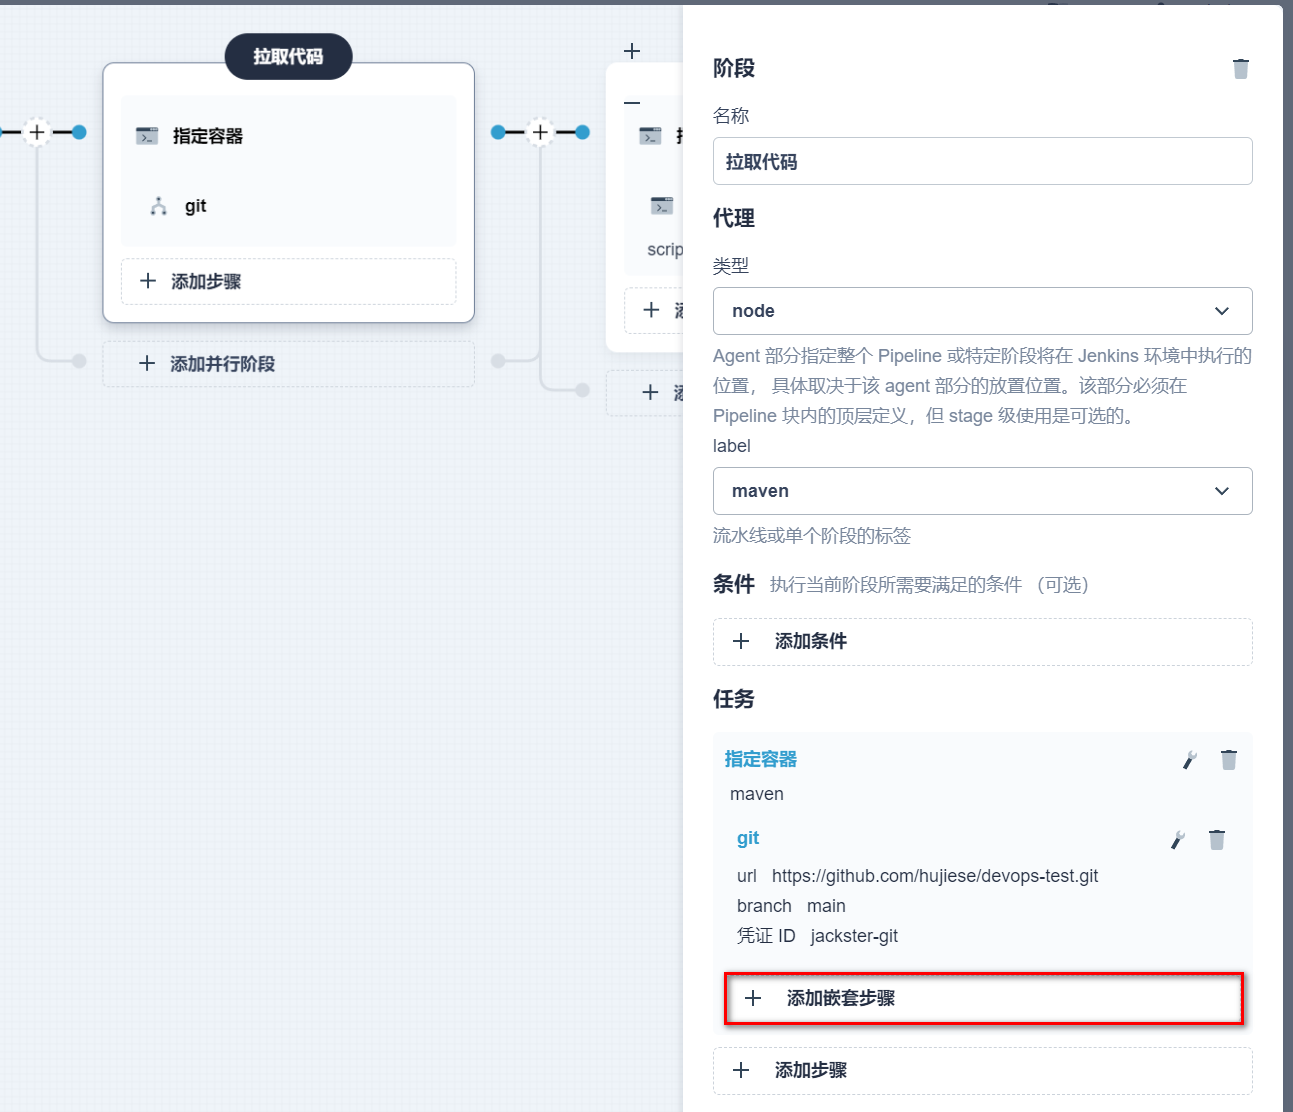 拉取代码
指定容器
git
添加步骤
添加并行阶段
scrip
阶段
名称
拉取代码
代理
类型
node
Agent 部分指定整个 Pipeline 或特定阶段将在 Jenkins 环境中执行的
位置， 具体取决于该 agent 部分的放置位置。该部分必须在
Pipeline 块内的顶层定义，但 stage 级使用是可选的。
label
maven
流水线或单个阶段的标签
条件 执行当前阶段所需要满足的条件 （可选）
添加条件
任务
指定容器
maven
git
url https://github.com/hujiese/devops-test.git
branch main
凭证 ID jackster-git
添加嵌套步骤
添加步骤